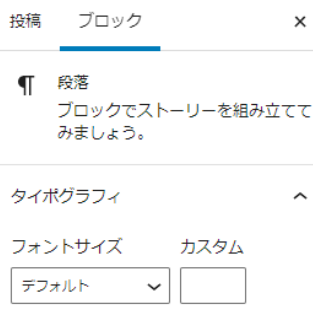 投稿 ブロック ×
段落
ブロックでストーリーを組み立てて
みましょう。
タイポグラフィ
フォントサイズ カスタム
デフォルト